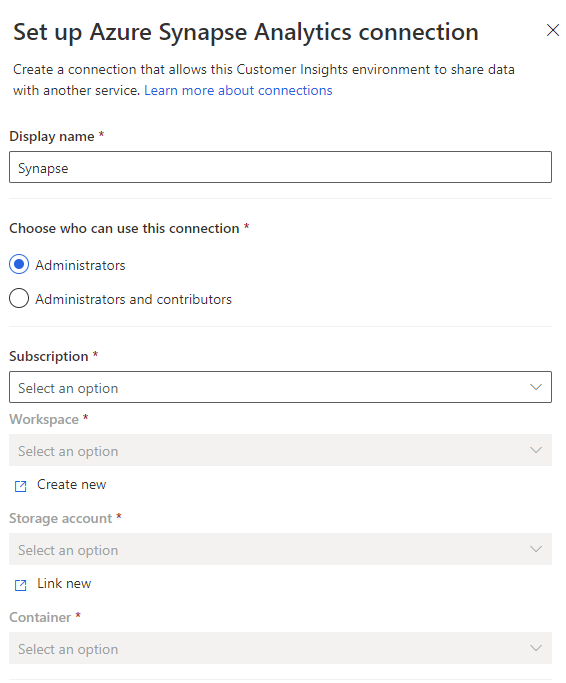 Set up Azure Synapse Analytics connection
Create a connection that allows this Customer Insights environment to share data
with another service. Learn more about connections
Display name *
Synapse
Choose who can use this connection *
Administrators
Administrators and contributors
Subscription *
Select an option
Workspace *
Select an option
Create new
Storage account *
Select an option
Link new
Container *
Select an option